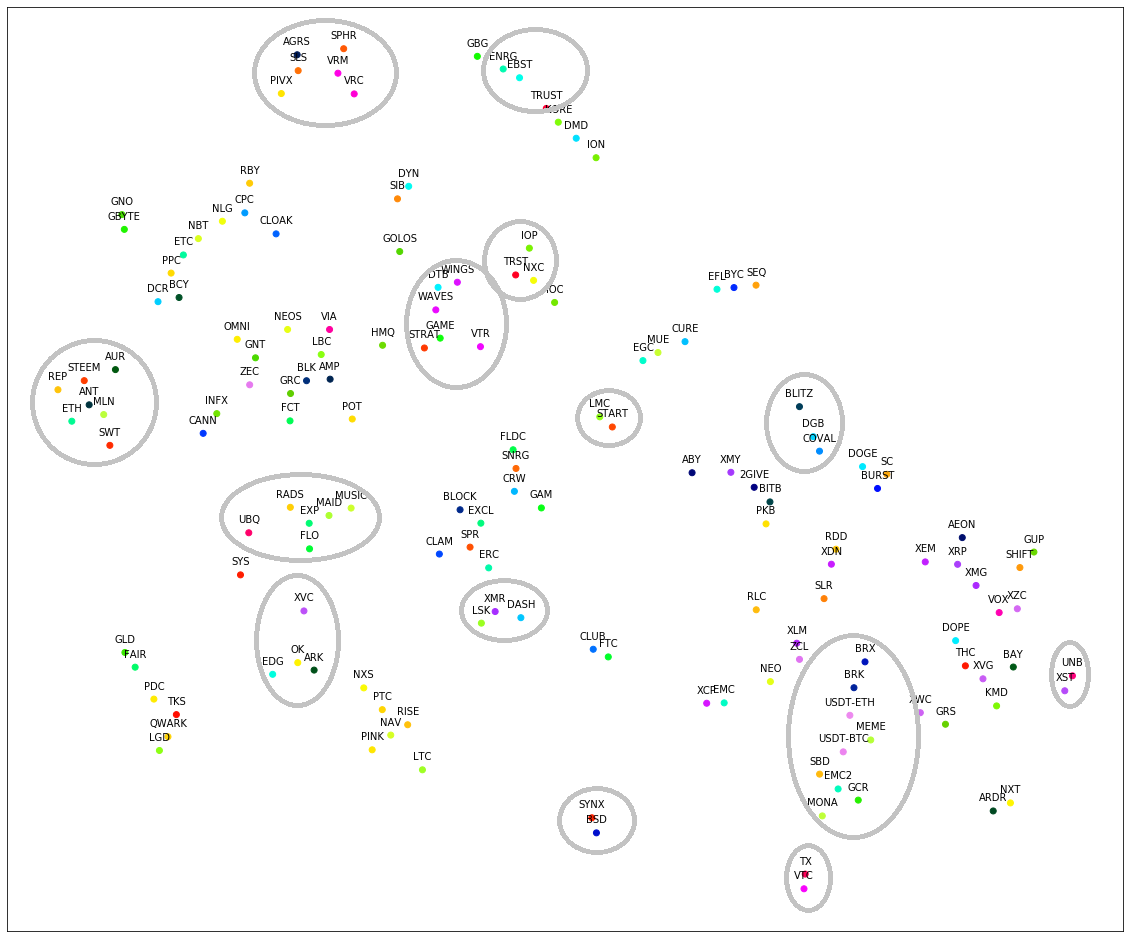 SPHR
AGRS
GBG
ENRG
SLS
VRM
EBST
PIVX
VRC
TRUST
XORE
DMD
ION
RBY
DYN
SIB
GNO
GBYTE
NLG
CPC
CLOAK
NBT
ETC
GOLOS
IOP
PPC
TRST
NXC
DTB
WINGS
DCR
BCY
WAVES
IOC
EFL
BYC
SEQ
OMNI
NEOS
VIA
HMQ
STRAT
GAME
VTR
GNT
LBC
MUE
CURE
EGC
AUR
STEEM
REP
ZEC
GRC
BLK
AMP
ANT
MLN
ETH
INFX
FCT
POT
LMC
START
BLITZ
CANN
SWT
DGB
COVAL
FLDC
SNRG
DOGE
SC
ABY
XMY
2GIVE
BURST
CRW
BITB
RADS
MUSIC
EXP
MAID
BLOCK
EXCL
GAM
PKB
UBQ
FLO
CLAM
SPR
ERC
AEON
RDD
XDN
XEM
XRP
GUP
SHIFT
SYS
XMG
XVC
LSK
XMR
DASH
RLC
SLR
VOX
XZC
GLD
FAIR
CLUB
FTC
XLM
ZCL
DOPE
OK
ARK
EDG
BRX
THC
BAY
XVG
UNB
XST
PDC
TKS
NXS
NEO
BRK
KMD
PTC
XCP
EMC
USDT-ETH
XWC
GRS
QWARK
LGD
PINK
NAV
RISE
USDT-BTC
MEME
LTC
SBD
EMC2
GCR
MONA
SYNX
BSD
ARDR
NXT
TX
VTC